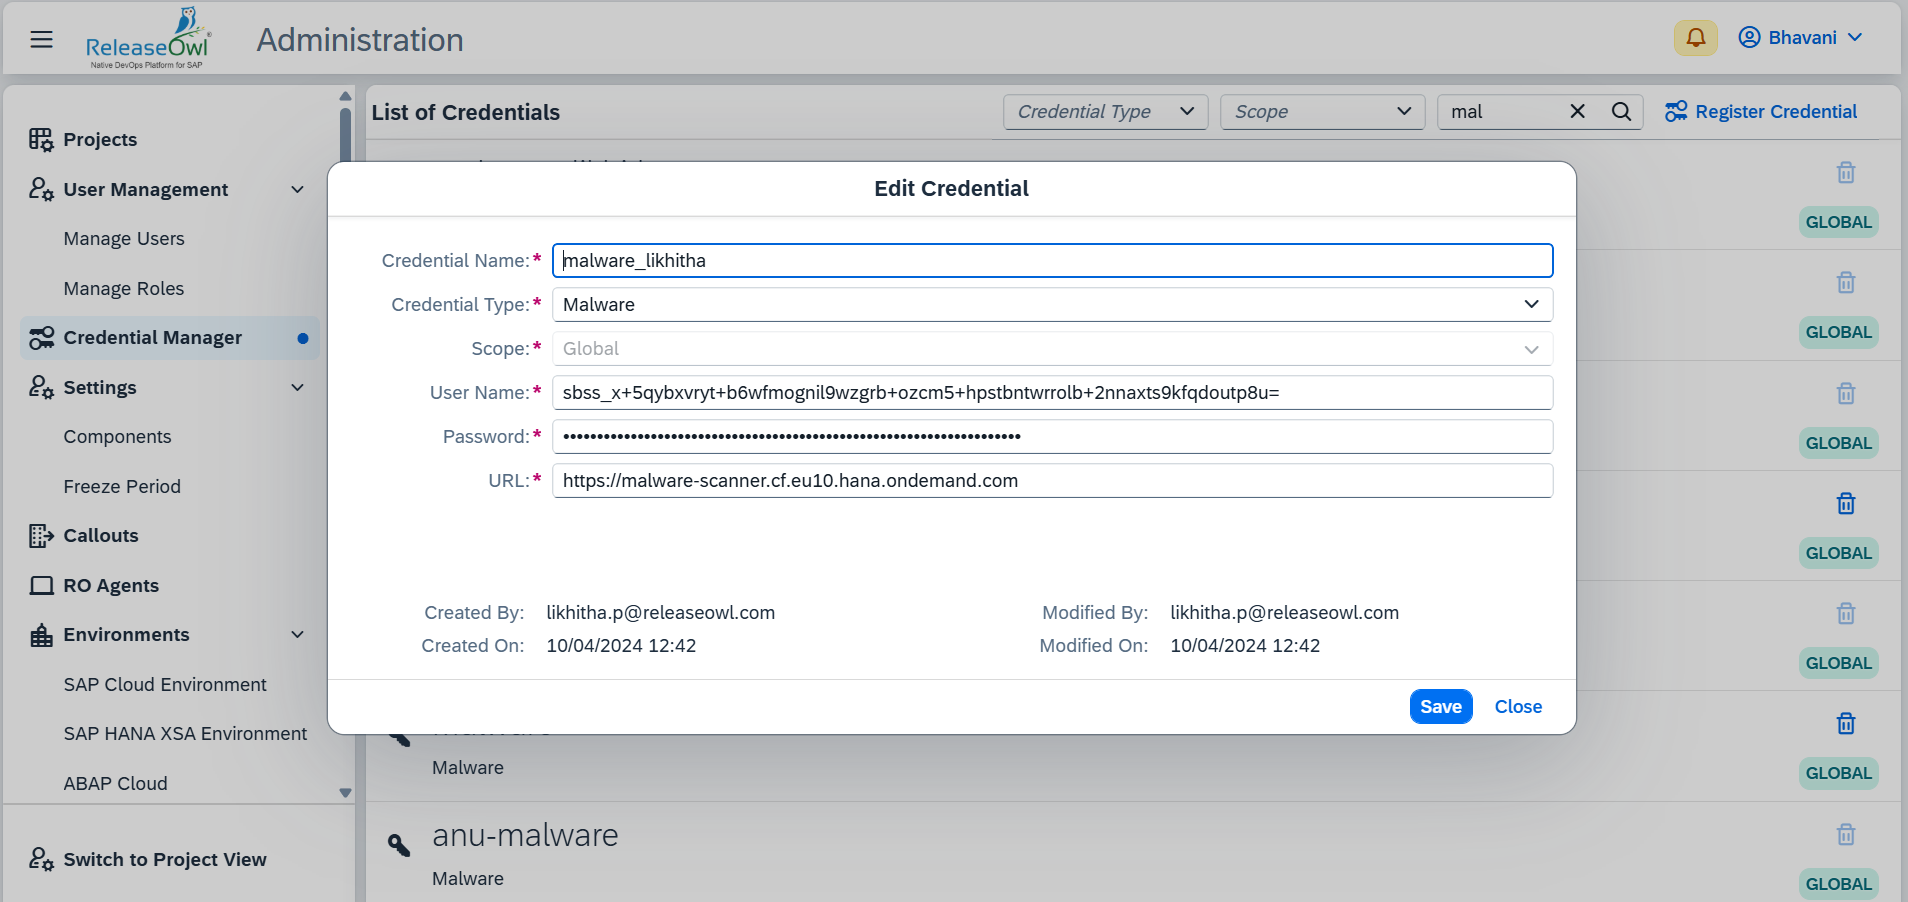 ReleaseOwl®
Native DevOps Platform for SAP
Administration
Bhavani
Projects
User Management
Manage Users
Manage Roles
Credential Manager
Settings
Components
Freeze Period
Callouts
RO Agents
Environments
SAP Cloud Environment
SAP HANA XSA Environment
ABAP Cloud
Switch to Project View
List of Credentials
Credential Type
Scope
mal
Register Credential
GLOBAL
GLOBAL
GLOBAL
GLOBAL
GLOBAL
Edit Credential
Credential Name:* malware_likhitha
Credential Type:* Malware
Scope:* Global
User Name:* sbss_x+5qybxvryt+b6wfmognil9wzgrb+ozcm5+hpstbntwrrolb+2nnaxts9kfqdoutp8u=
Password:* ••••••••••••••••••••••••••••••••••••••••••••••••••••••••••••••••••••
URL:* https://malware-scanner.cf.eu10.hana.ondemand.com
Created By: likhitha.p@releaseowl.com
Modified By: likhitha.p@releaseowl.com
Created On: 10/04/2024 12:42
Modified On: 10/04/2024 12:42
Save
Close
Malware
GLOBAL
anu-malware
Malware
GLOBAL